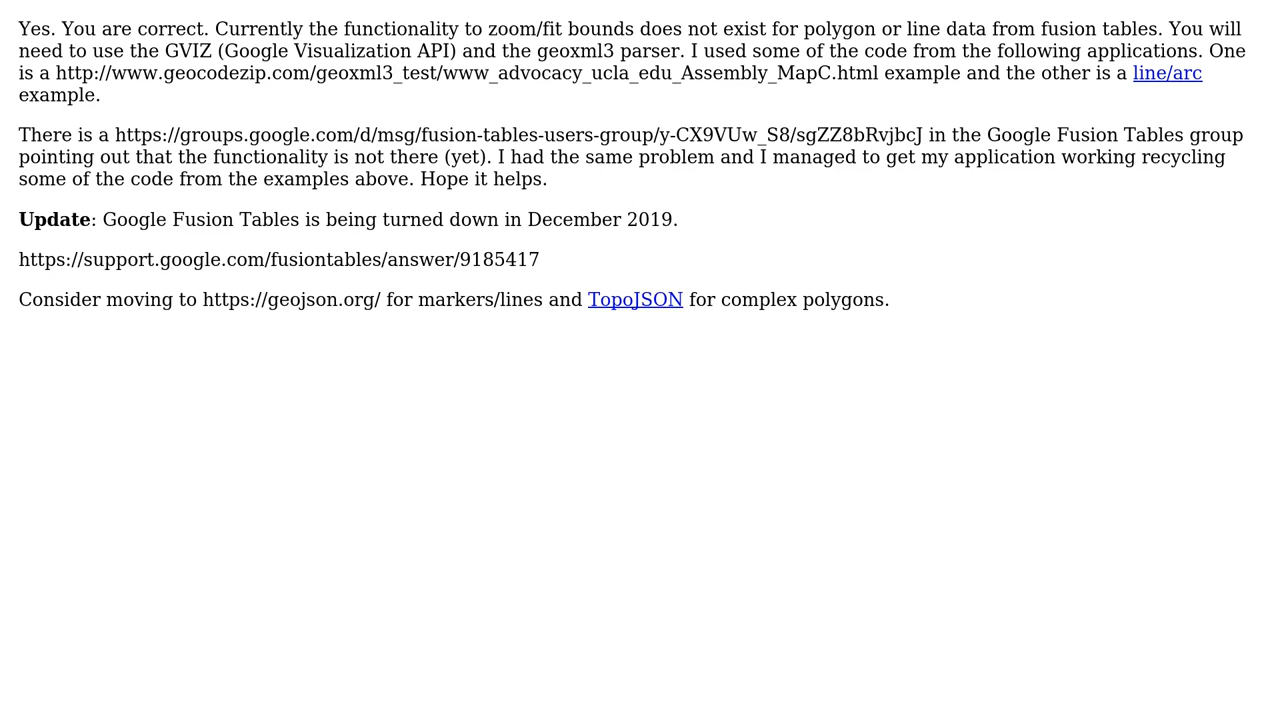 Yes. You are correct. Currently the functionality to zoom/fit bounds does not exist for polygon or line data from fusion tables. You will
need to use the GVIZ (Google Visualization API) and the geoxml3 parser. I used some of the code from the following applications. One
is a http://www.geocodezip.com/geoxml3_test/www_advocacy_ucla_edu_Assembly_MapC.html example and the other is a line/arc
example.
There is a https://groups.google.com/d/msg/fusion-tables-users-group/y-CX9VUw_S8/sgZZ8bRvjbcJ in the Google Fusion Tables group
pointing out that the functionality is not there (yet). I had the same problem and I managed to get my application working recycling
some of the code from the examples above. Hope it helps.
Update: Google Fusion Tables is being turned down in December 2019.
https://support.google.com/fusiontables/answer/9185417
Consider moving to https://geojson.org/ for markers/lines and TopoJSON for complex polygons.